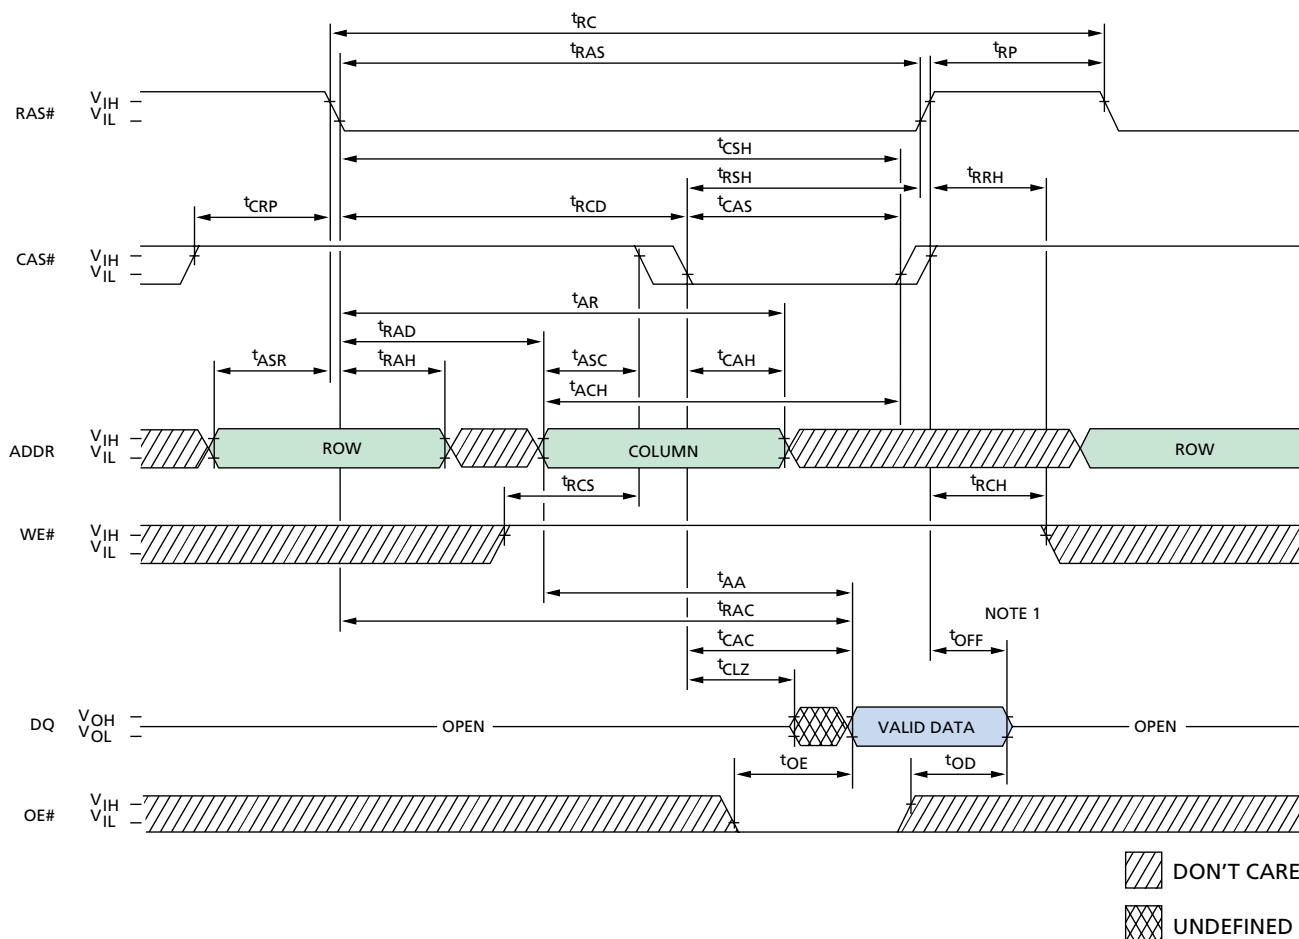 tRC
tRAS tRP
RAS# VIH
VIL
tCSH
tRSH tRRH
tCRP tRCD tCAS
CAS# VIH
VIL
tAR
tRAD
tASR tRAH tASC tCAH
tACH
ADDR VIH
VIL
ROW COLUMN ROW
tRCS tRCH
WE# VIH
VIL
tAA
tRAC NOTE 1
tCAC tOFF
tCLZ
DQ VOH
VOL
OPEN VALID DATA OPEN
tOE tOD
OE# VIH
VIL
DON'T CARE
UNDEFINED